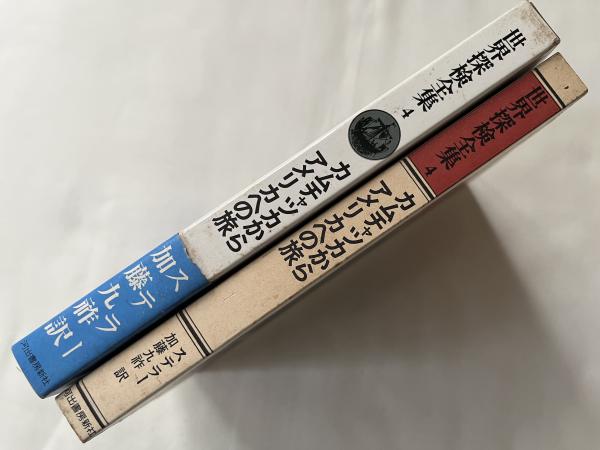 世界探検全集 4
カムチャツカから
アメリカへの旅
ステラー
加藤九祚 訳
河出書房新社
世界探検全集 4
カムチャツカから
アメリカへの旅
ステラー
加藤九祚 訳
河出書房新社